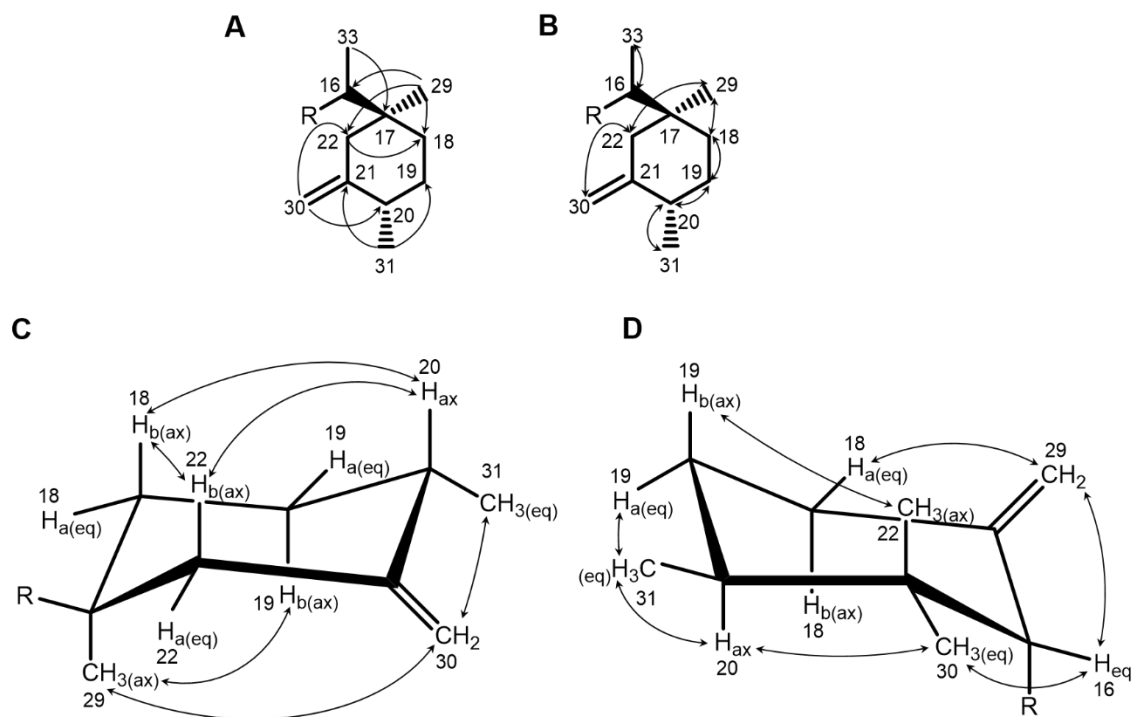 A
33
16
29
R
17
22
18
21
19
30
20
31
B
33
16
29
R
17
22
18
21
19
30
20
31
C
20
Hax
18
Hb(ax)
19
Ha(eq)
22
Hb(ax)
31
CH3(eq)
18
Ha(eq)
R
19 Hb(ax)
Ha(eq)
22
CH2
30
CH3(ax)
29
D
19
Hb(ax)
18
Ha(eq)
29
CH2
19
Ha(eq)
CH3(ax)
22
(eq)H3C
31
Hb(ax)
18
Hax
20
CH3(eq)
30
Heq
16
R